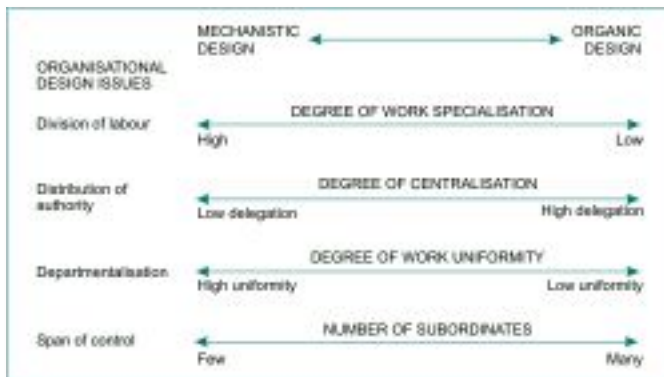 MECHANISTIC DESIGN
ORGANIC DESIGN
ORGANISATIONAL
DESIGN ISSUES
DEGREE OF WORK SPECIALISATION
Division of labour
High
Low
DEGREE OF CENTRALISATION
Distribution of
authority
Low delegation
High delegation
DEGREE OF WORK UNIFORMITY
Departmentalisation
High uniformity
Low uniformity
NUMBER OF SUBORDINATES
Span of control
Few
Many